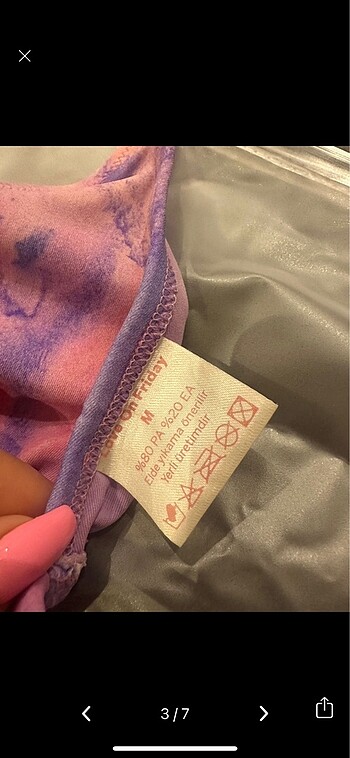 On Friday
M
%80 PA %20 EA
Elde yıkama önerilir
Yerli üretimdir
3/7